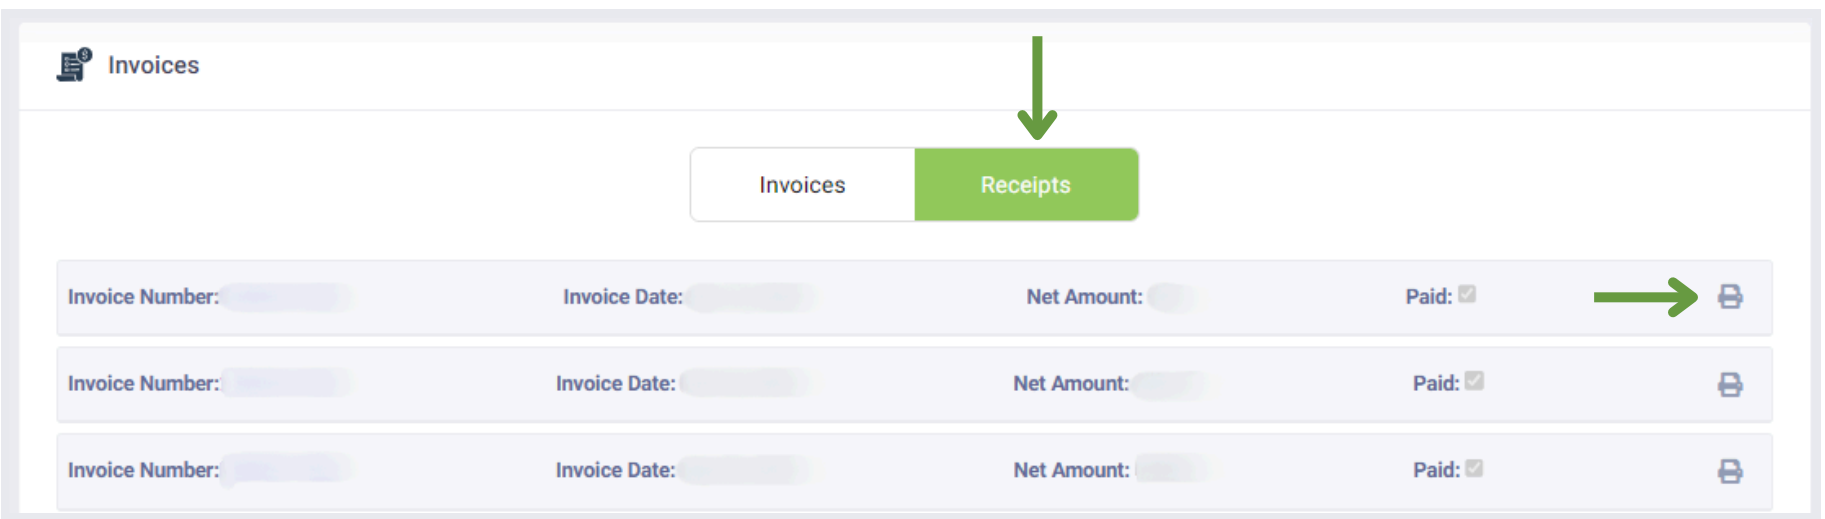 Invoices
Invoices Receipts
Invoice Number: Invoice Date: Net Amount: Paid:
Invoice Number: Invoice Date: Net Amount: Paid:
Invoice Number: Invoice Date: Net Amount: Paid: